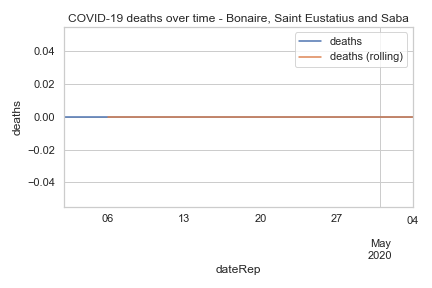 COVID-19 deaths over time - Bonaire, Saint Eustatius and Saba
deaths
deaths (rolling)
0.04
0.02
0.00
−0.02
−0.04
deaths
06
13
20
27
04
May
2020
dateRep